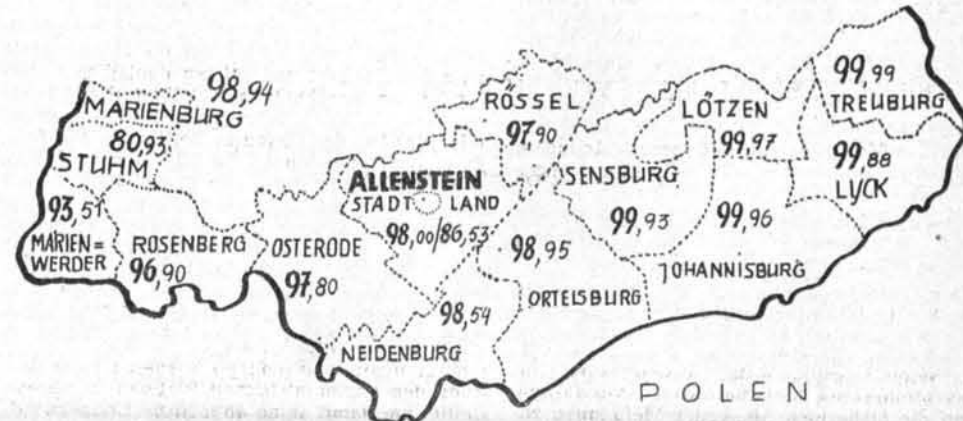 98,94
MARIENBURG
80,93
STUHM
93,51
MARIEN=
WERDER
ROSENBERG
96,90
OSTERODE
97,80
ALLENSTEIN
STADT LAND
98,00/86,53
RÖSSEL
97,90
NEIDENBURG
98,54
ORTELSBURG
98,95
SENSBURG
99,93
LÖTZEN
99,97
JOHANNISBURG
99,96
99,99
TREUBURG
99,88
LYCK
POLEN